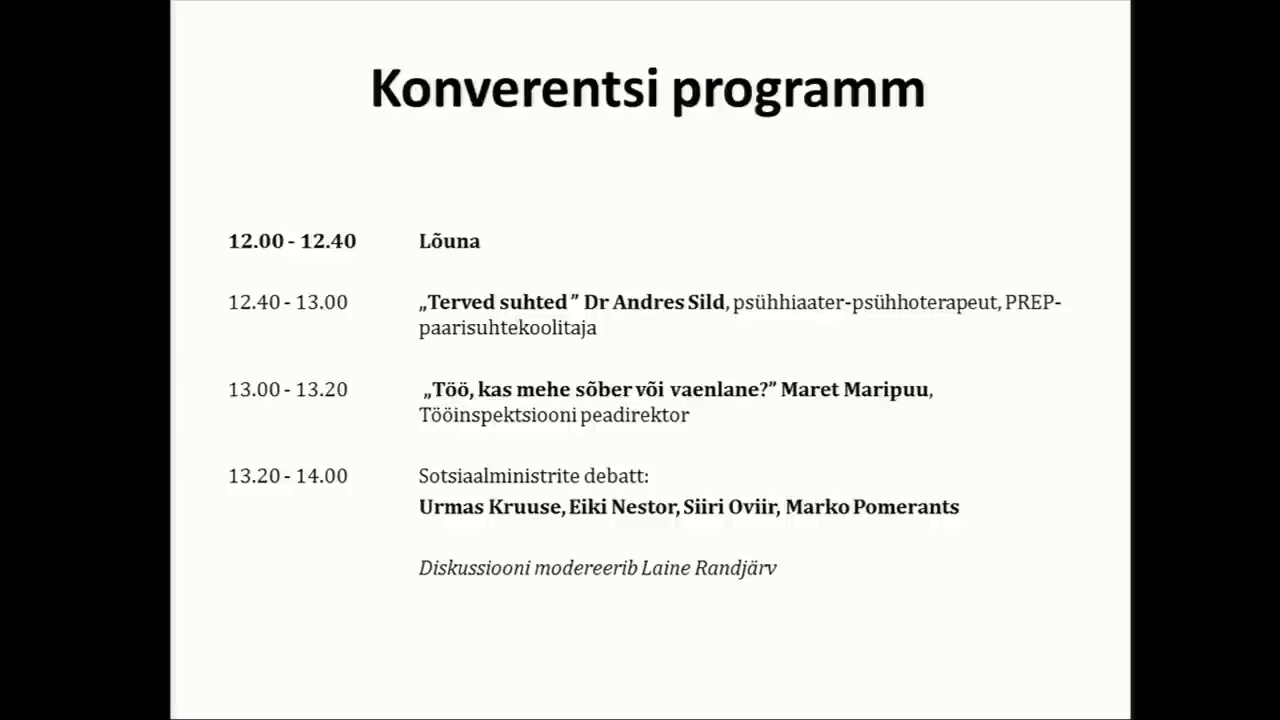 Konverentsi programm
12.00 - 12.40 Lõuna
12.40 - 13.00 „Terved suhted” Dr Andres Sild, psühhiaater-psühhoterapeut, PREP-
paarisuhtekoolitaja
13.00 - 13.20 „Töö, kas mehe sõber või vaenlane?” Maret Maripuu,
Tööinspektsiooni peadirektor
13.20 - 14.00 Sotsiaalministrite debatt:
Urmas Kruuse, Eiki Nestor, Siiri Oviir, Marko Pomerants
Diskussiooni modereerib Laine Randjärv